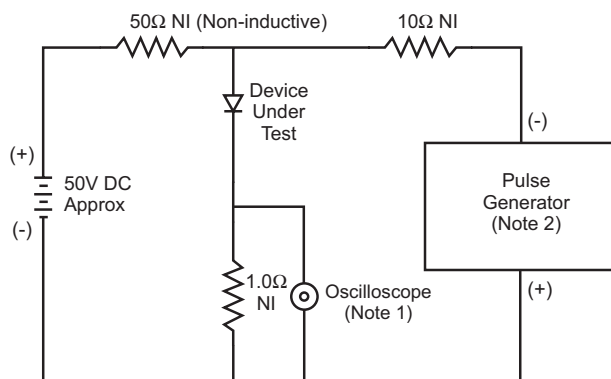 50Ω NI (Non-inductive)
10Ω NI
Device
Under
Test
(+)
50V DC
Approx
(-)
(-)
Pulse
Generator
(Note 2)
(+)
1.0Ω
NI
Oscilloscope
(Note 1)